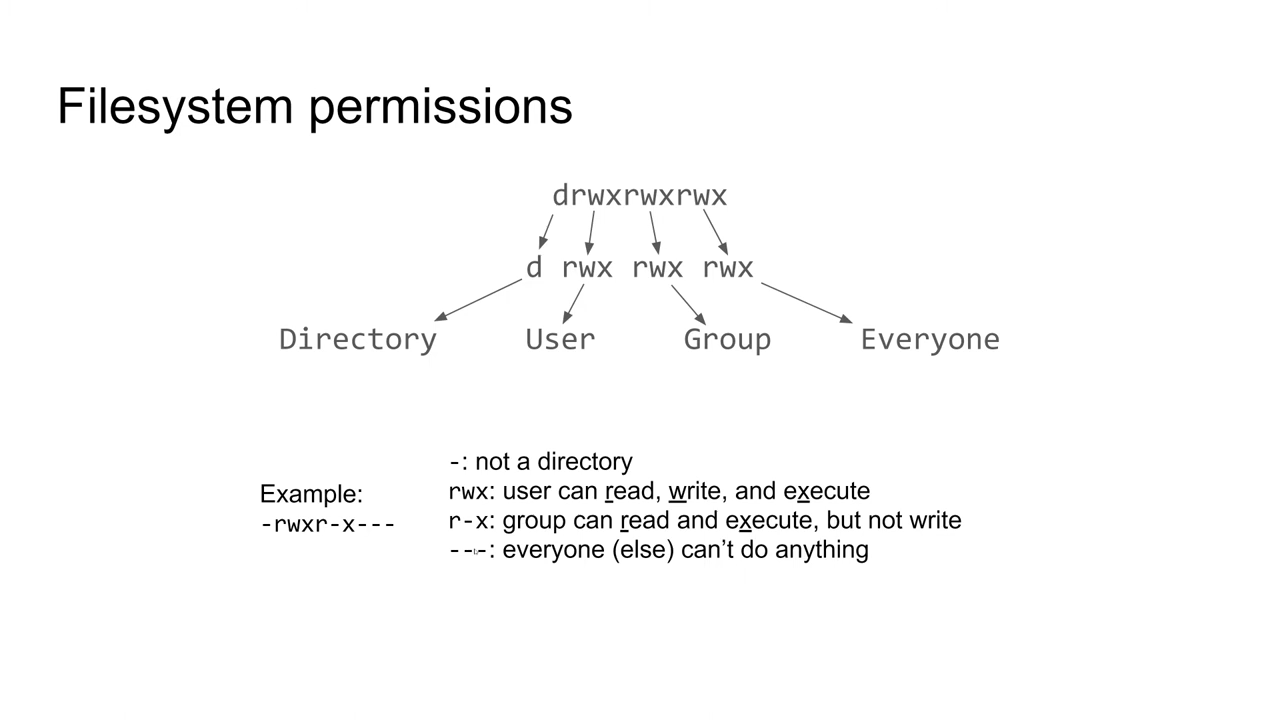 Filesystem permissions
drwxrwxrwx
d rwx rwx rwx
Directory User Group Everyone
Example:
-rwxr-x---
-: not a directory
rwx: user can read, write, and execute
r-x: group can read and execute, but not write
---: everyone (else) can’t do anything